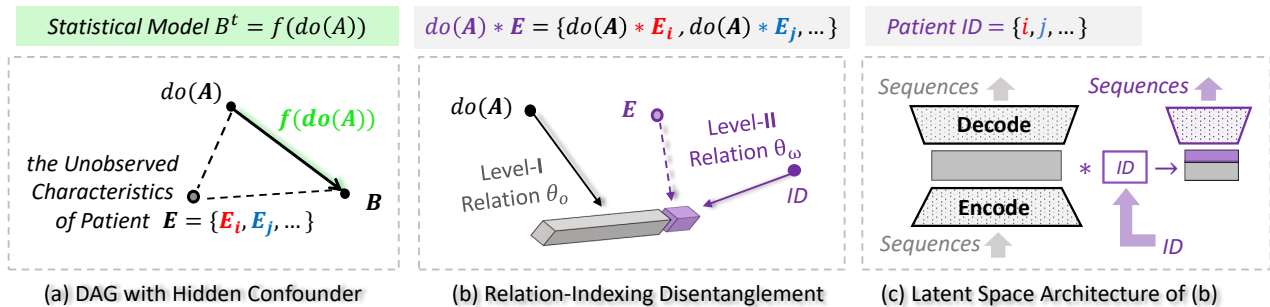 Statistical Model B^t = f(do(A))
do(A) * E = {do(A) * E_i , do(A) * E_j, ... }
Patient ID = {i, j, ... }
do(A)
f(do(A))
the Unobserved
Characteristics
of Patient E = {E_i, E_j, ... }
B
do(A)
E
Level-II
Relation θ_ω
Level-I
Relation θ_o
ID
Sequences
Sequences
Decode
* ID →
Encode
Sequences
ID
(a) DAG with Hidden Confounder
(b) Relation-Indexing Disentanglement
(c) Latent Space Architecture of (b)